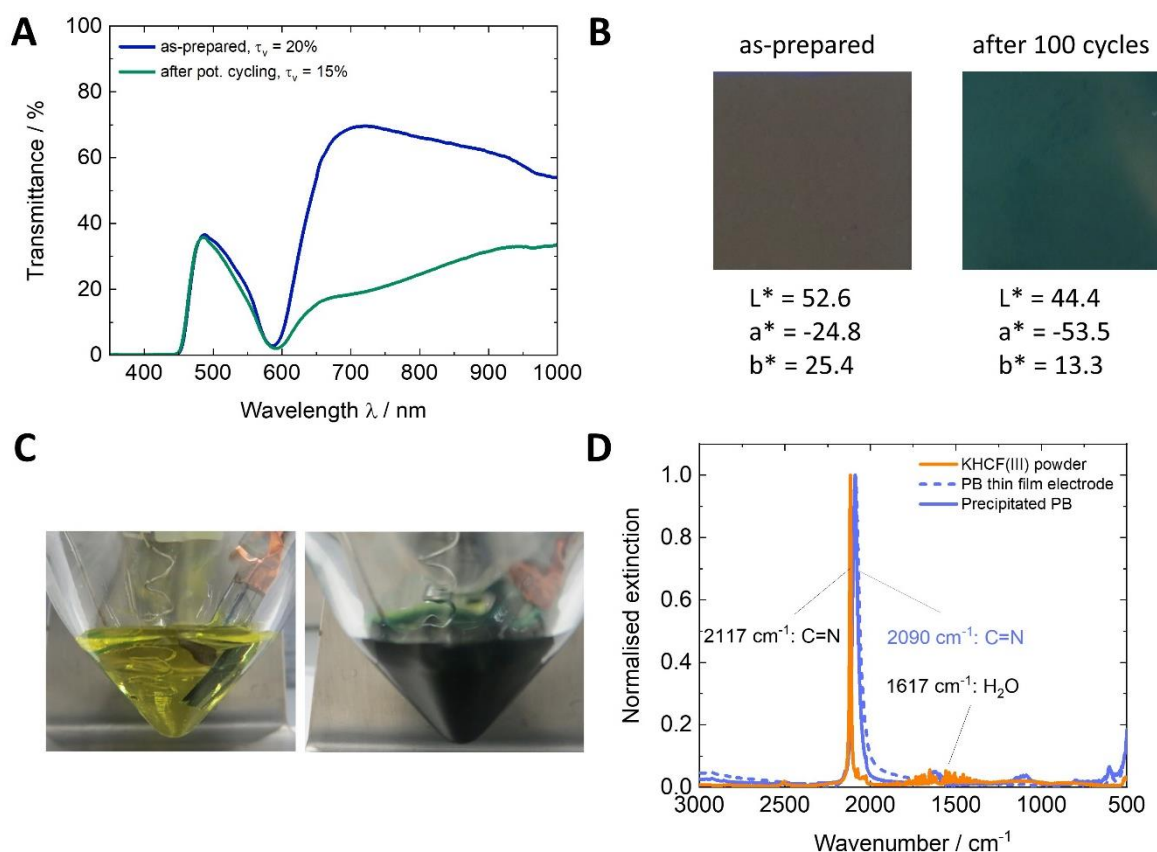 A
100
80
60
40
20
0
Transmittance / %
as-prepared, τv = 20%
after pot. cycling, τv = 15%
400 500 600 700 800 900 1000
Wavelength λ / nm
B
as-prepared
L* = 52.6
a* = -24.8
b* = 25.4
after 100 cycles
L* = 44.4
a* = -53.5
b* = 13.3
C
D
1.0
0.8
0.6
0.4
0.2
0.0
Normalised extinction
KHCF(III) powder
PB thin film electrode
Precipitated PB
2117 cm⁻¹: C=N
2090 cm⁻¹: C=N
1617 cm⁻¹: H₂O
3000 2500 2000 1500 1000 500
Wavenumber / cm⁻¹